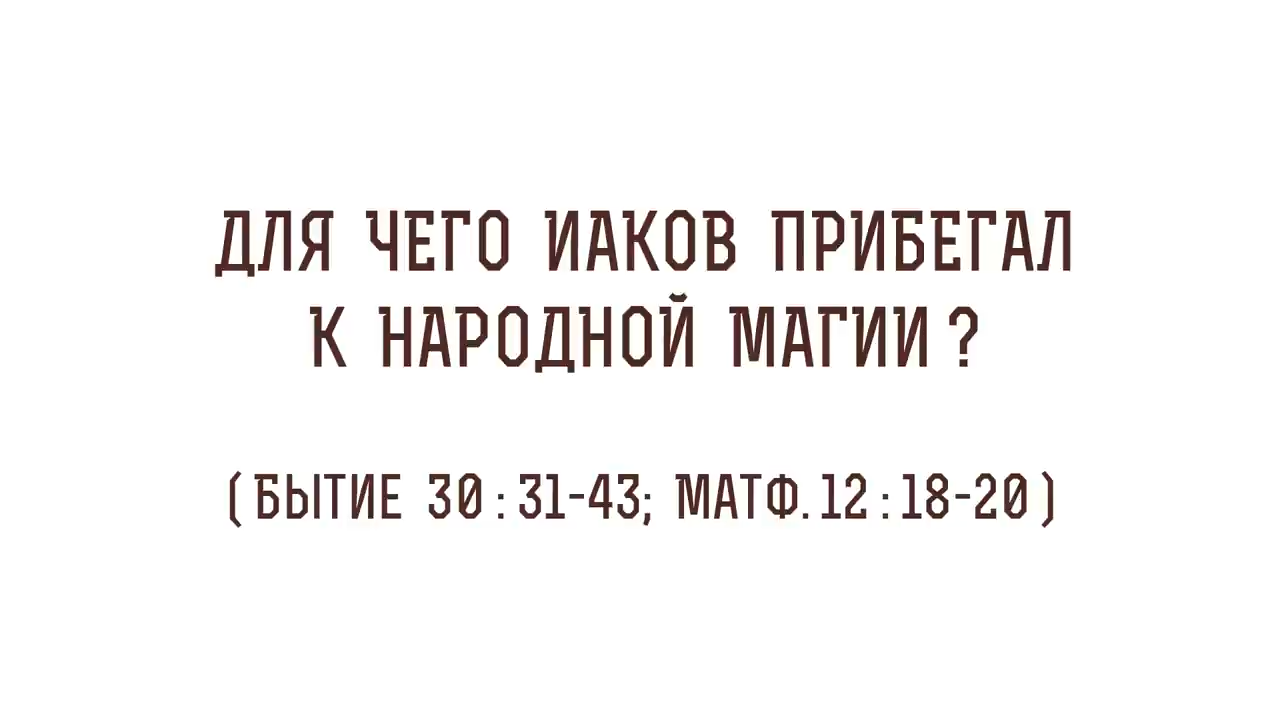 ДЛЯ ЧЕГО ИАКОВ ПРИБЕГАЛ
К НАРОДНОЙ МАГИИ?
(БЫТИЕ 30:31-43; МАТФ.12:18-20)